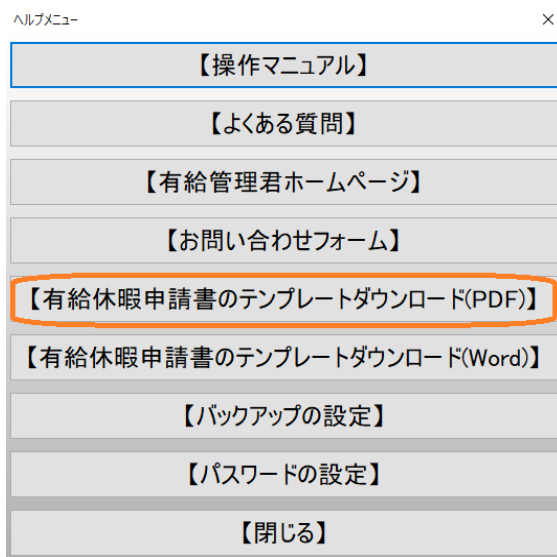 ヘルプメニュー
【操作マニュアル】
【よくある質問】
【有給管理君ホームページ】
【お問い合わせフォーム】
【有給休暇申請書のテンプレートダウンロード(PDF)】
【有給休暇申請書のテンプレートダウンロード(Word)】
【バックアップの設定】
【パスワードの設定】
【閉じる】